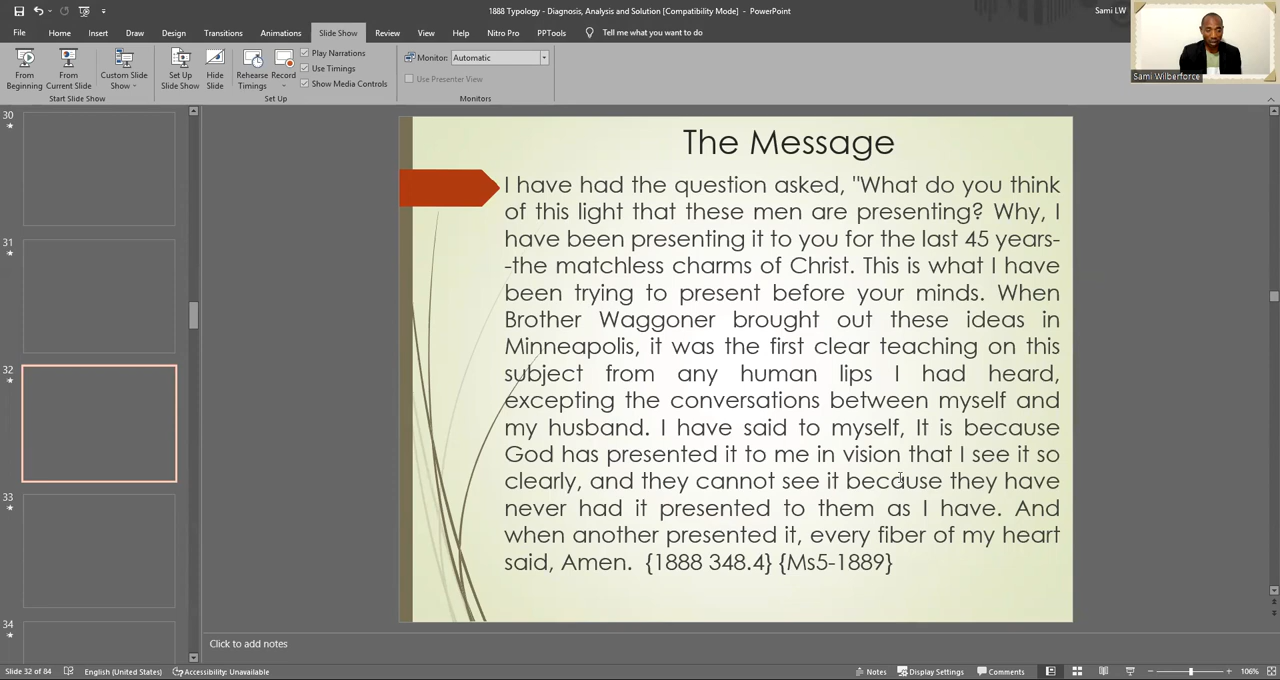 1888 Typology - Diagnosis, Analysis and Solution [Compatibility Mode] - PowerPoint
Sami LW
File Home Insert Draw Design Transitions Animations Slide Show Review View Help Nitro Pro PPTools Tell me what you want to do
From Beginning
From Current Slide
Custom Slide Show
Set Up Slide Show
Hide Slide
Rehearse Timings
Record
Play Narrations
Use Timings
Show Media Controls
Monitor: Automatic
Use Presenter View
Start Slide Show
Set Up
Monitors
Sami Wilberforce
30
31
32
33
34
The Message
I have had the question asked, "What do you think
of this light that these men are presenting? Why, I
have been presenting it to you for the last 45 years-
-the matchless charms of Christ. This is what I have
been trying to present before your minds. When
Brother Waggoner brought out these ideas in
Minneapolis, it was the first clear teaching on this
subject from any human lips I had heard,
excepting the conversations between myself and
my husband. I have said to myself, It is because
God has presented it to me in vision that I see it so
clearly, and they cannot see it because they have
never had it presented to them as I have. And
when another presented it, every fiber of my heart
said, Amen. {1888 348.4} {Ms5-1889}
Click to add notes
Slide 32 of 84 English (United States) Accessibility: Unavailable Notes Display Settings Comments 106%